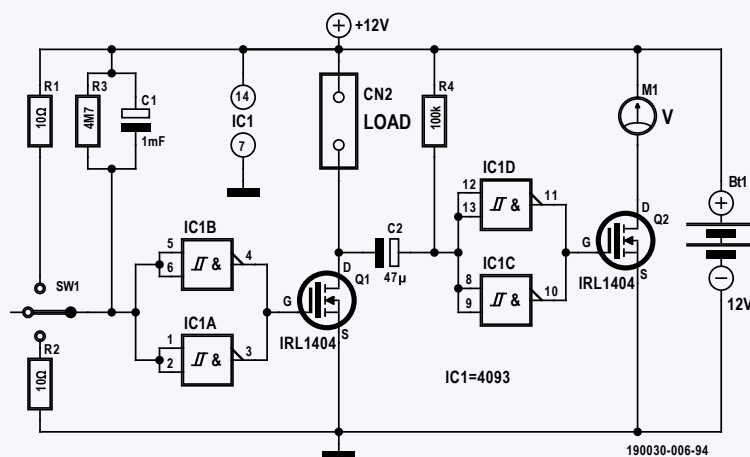 +12V
R1
10Ω
R3
4M7
C1
1mF
14
IC1
7
CN2
LOAD
R4
100k
M1
V
Bt1
12V
IC1B
5
6
&
4
IC1A
1
2
&
3
SW1
R2
10Ω
D
Q1
G
S
IRL1404
C2
47µ
IC1D
12
13
&
11
IC1C
8
9
&
10
D
Q2
G
S
IRL1404
IC1=4093
190030-006-94